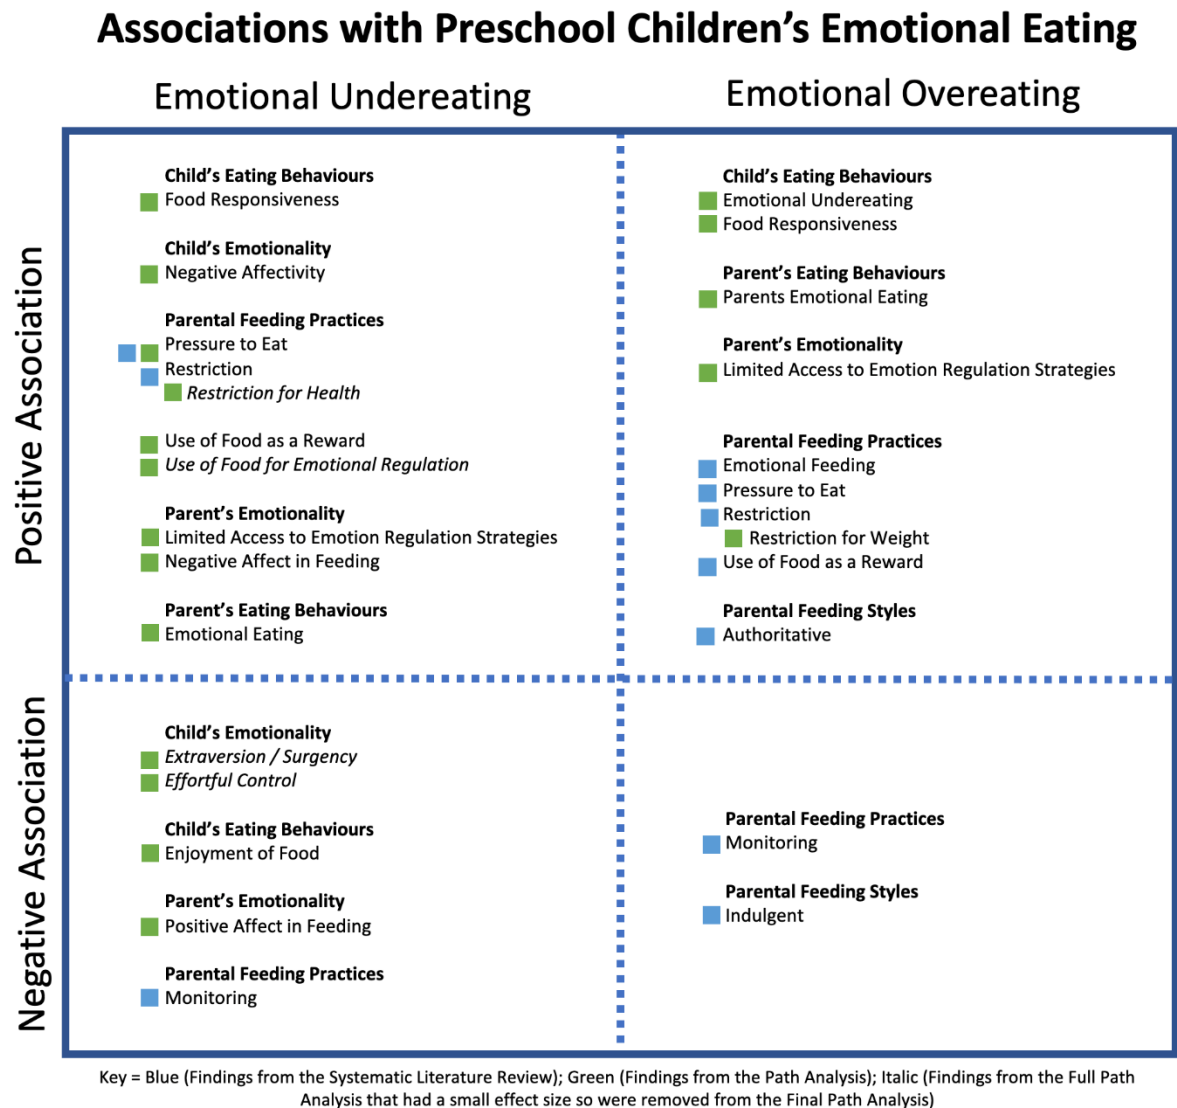 Associations with Preschool Children's Emotional Eating
Emotional Undereating
Emotional Overeating
Positive Association
Child's Eating Behaviours
Food Responsiveness
Child's Emotionality
Negative Affectivity
Parental Feeding Practices
Pressure to Eat
Restriction
Restriction for Health
Use of Food as a Reward
Use of Food for Emotional Regulation
Parent's Emotionality
Limited Access to Emotion Regulation Strategies
Negative Affect in Feeding
Parent's Eating Behaviours
Emotional Eating
Child's Eating Behaviours
Emotional Undereating
Food Responsiveness
Parent's Eating Behaviours
Parents Emotional Eating
Parent's Emotionality
Limited Access to Emotion Regulation Strategies
Parental Feeding Practices
Emotional Feeding
Pressure to Eat
Restriction
Restriction for Weight
Use of Food as a Reward
Parental Feeding Styles
Authoritative
Negative Association
Child's Emotionality
Extraversion / Surgency
Effortful Control
Child's Eating Behaviours
Enjoyment of Food
Parent's Emotionality
Positive Affect in Feeding
Parental Feeding Practices
Monitoring
Parental Feeding Practices
Monitoring
Parental Feeding Styles
Indulgent
Key = Blue (Findings from the Systematic Literature Review); Green (Findings from the Path Analysis); Italic (Findings from the Full Path
Analysis that had a small effect size so were removed from the Final Path Analysis)